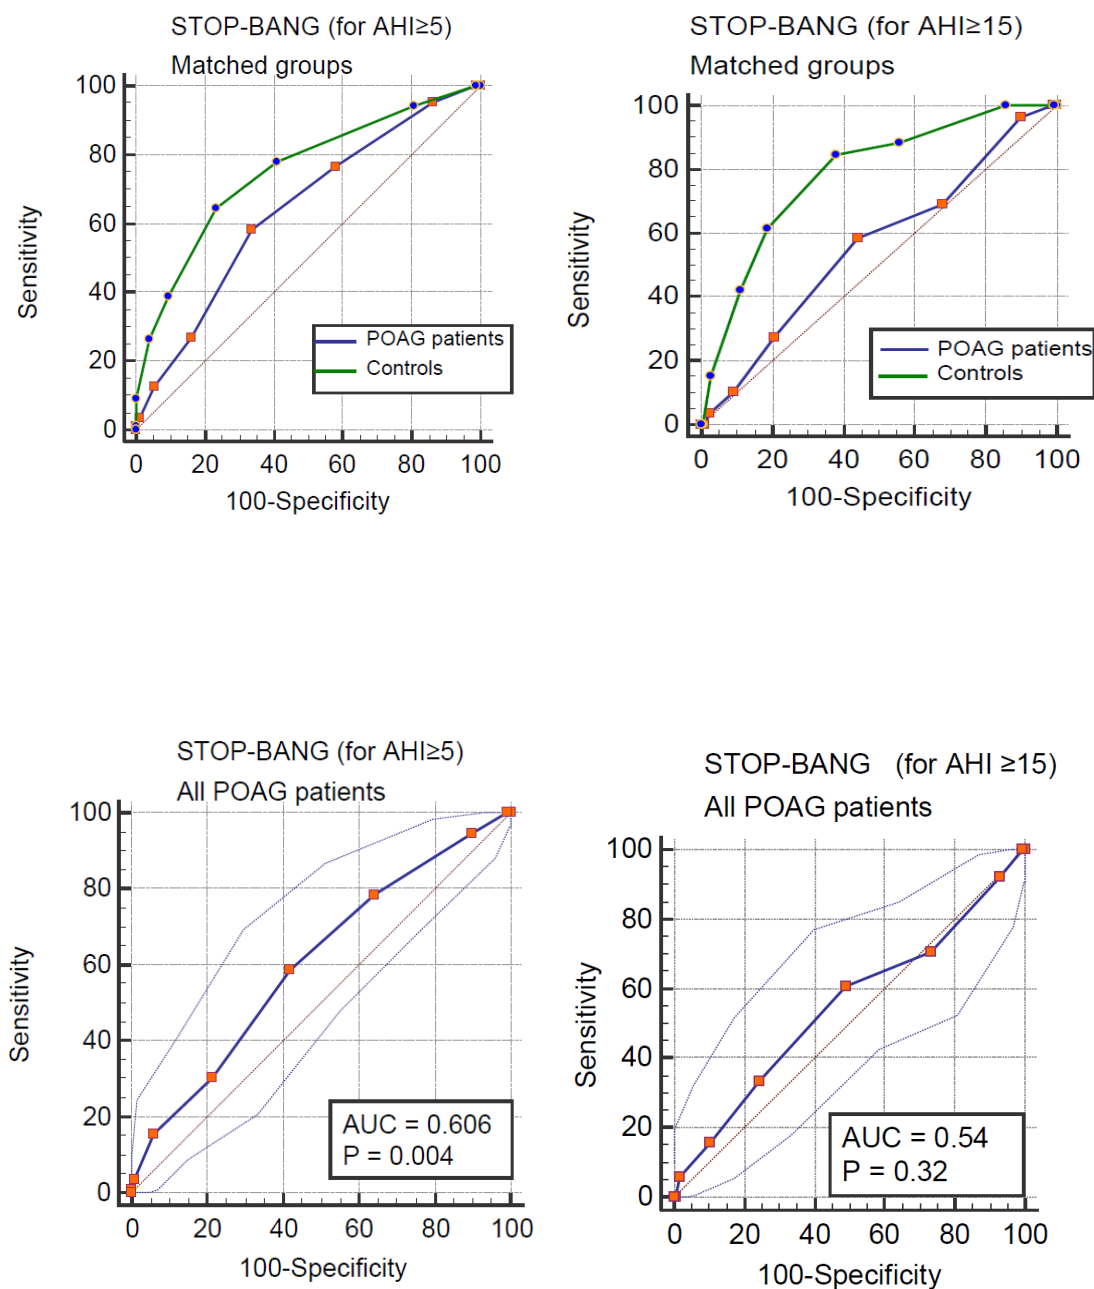 STOP-BANG (for AHI≥5)
Matched groups
100
80
60
40
20
0
Sensitivity
POAG patients
Controls
0 20 40 60 80 100
100-Specificity
STOP-BANG (for AHI≥15)
Matched groups
100
80
60
40
20
0
Sensitivity
POAG patients
Controls
0 20 40 60 80 100
100-Specificity
STOP-BANG (for AHI≥5)
All POAG patients
100
80
60
40
20
0
Sensitivity
AUC = 0.606
P = 0.004
0 20 40 60 80 100
100-Specificity
STOP-BANG (for AHI ≥15)
All POAG patients
100
80
60
40
20
0
Sensitivity
AUC = 0.54
P = 0.32
0 20 40 60 80 100
100-Specificity